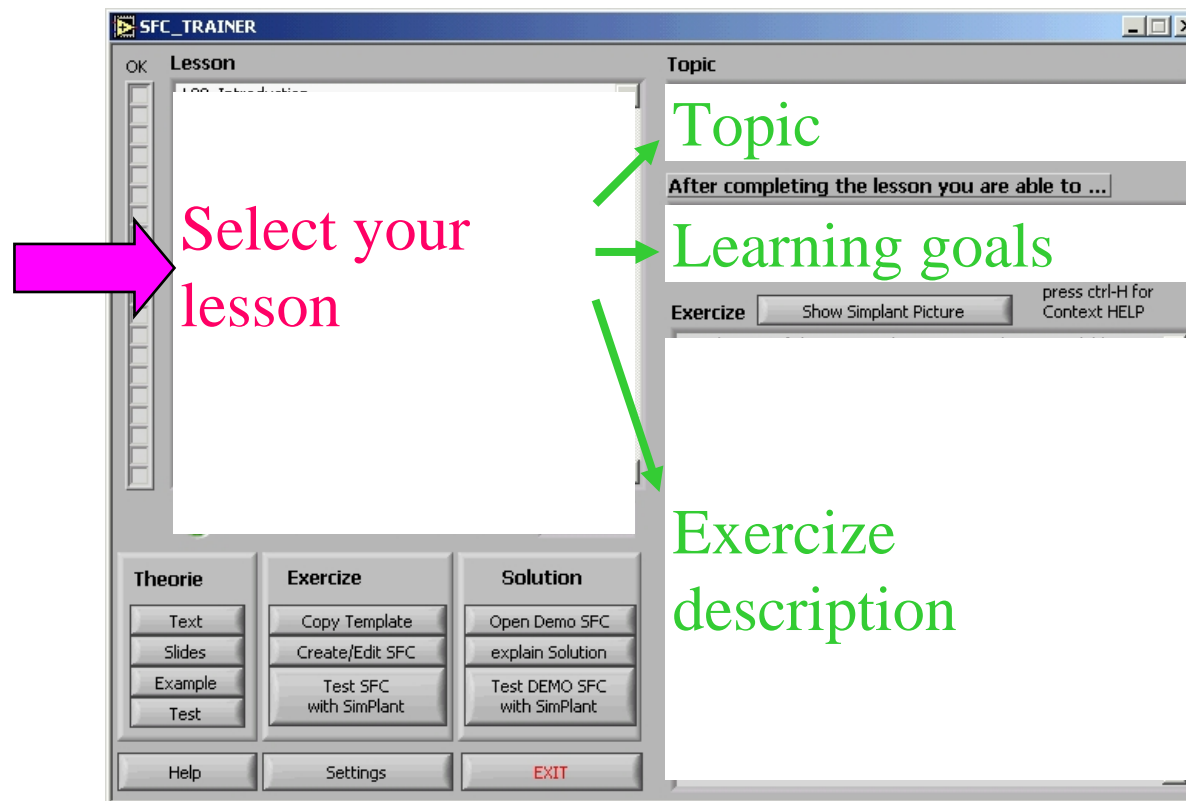 SFC_TRAINER
OK Lesson
Topic
Topic
After completing the lesson you are able to ...
Select your
lesson
Learning goals
Exercize
Show Simplant Picture
press ctrl-H for
Context HELP
Exercize
description
Theorie
Text
Slides
Example
Test
Exercize
Copy Template
Create/Edit SFC
Test SFC
with SimPlant
Solution
Open Demo SFC
explain Solution
Test DEMO SFC
with SimPlant
Help
Settings
EXIT